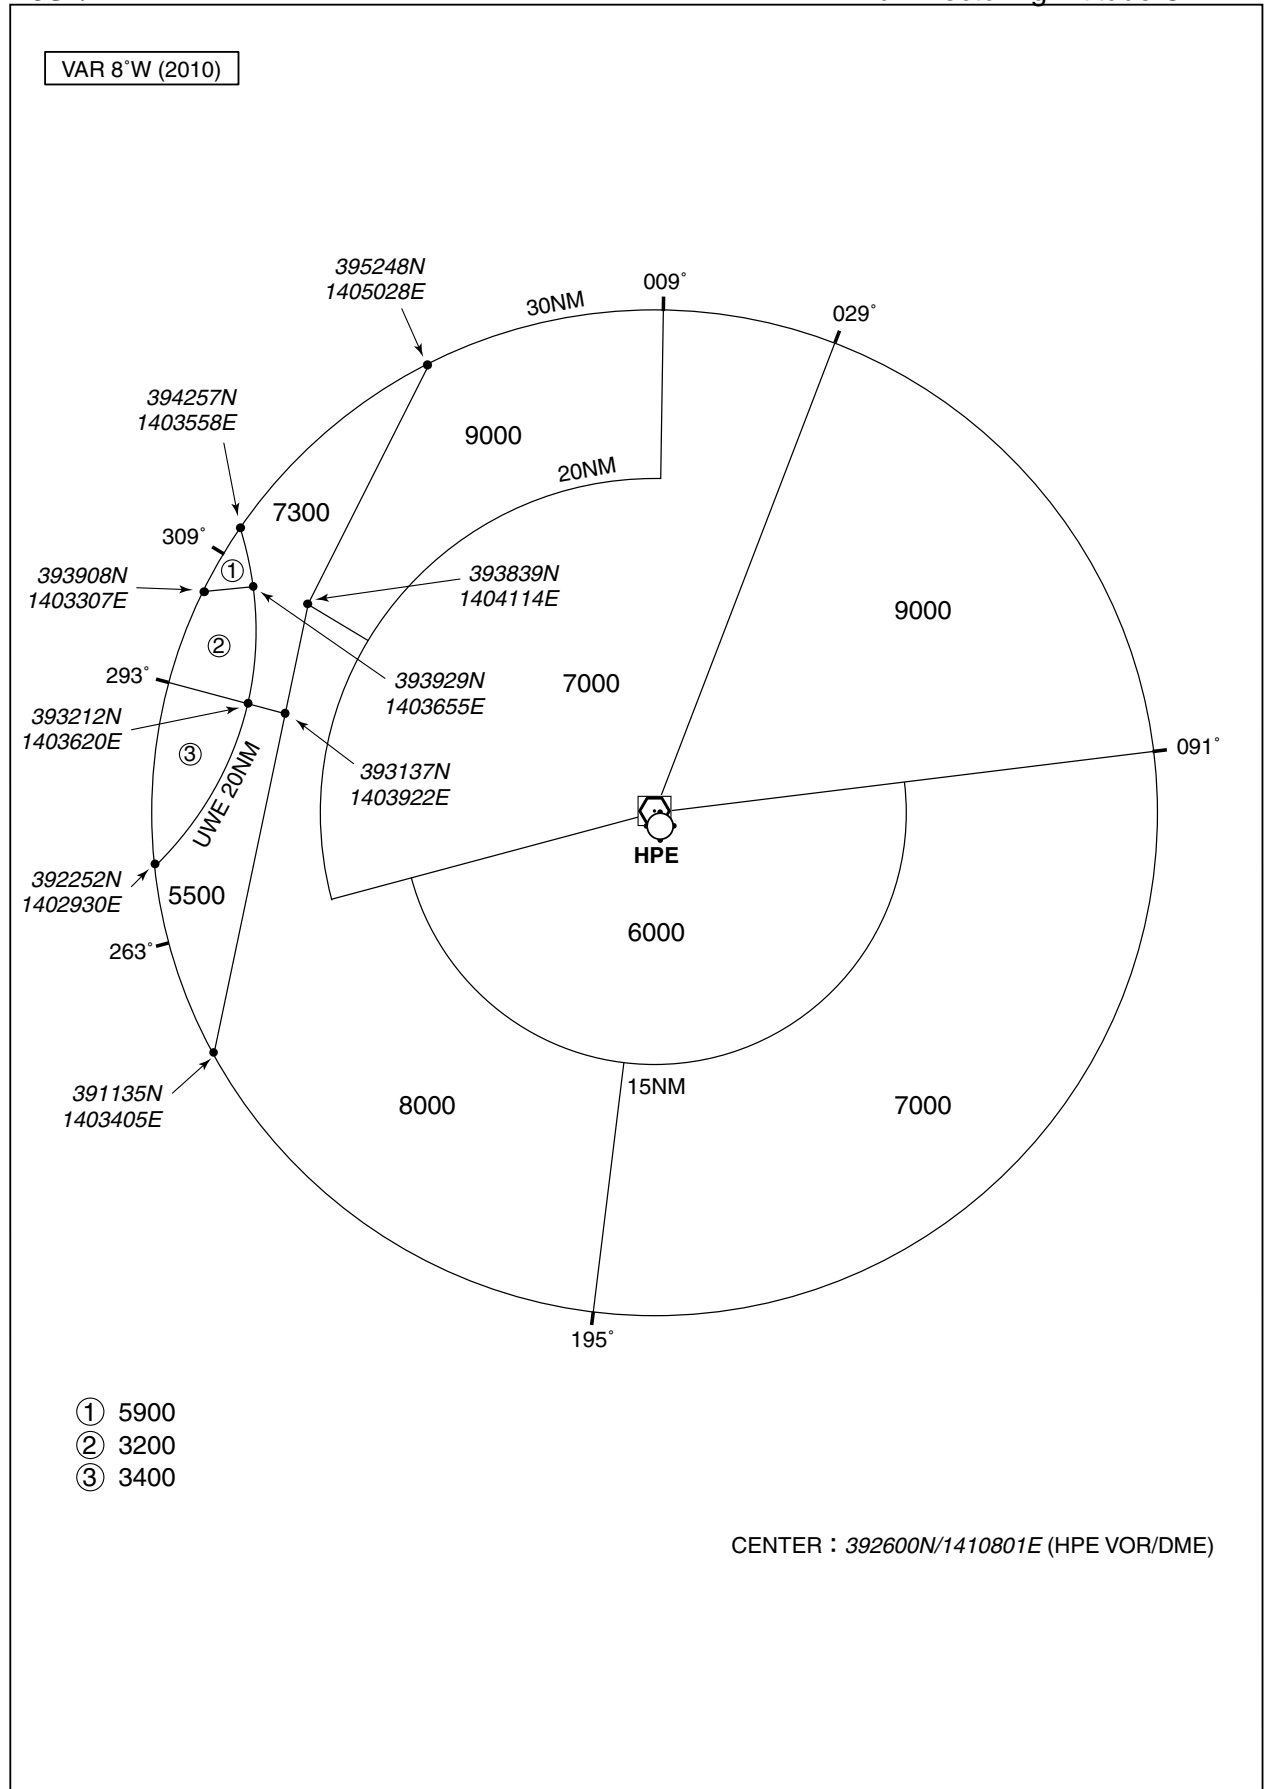 VAR 8˚W (2010)
395248N
1405028E
30NM
009˚
029˚
394257N
1403558E
9000
20NM
7300
309˚
①
393908N
1403307E
393839N
1404114E
9000
②
293˚
393929N
1403655E
7000
393212N
1403620E
③
UWE 20NM
393137N
1403922E
091˚
HPE
392252N
1402930E
5500
6000
263˚
391135N
1403405E
15NM
8000
7000
195˚
① 5900
② 3200
③ 3400
CENTER : 392600N/1410801E (HPE VOR/DME)